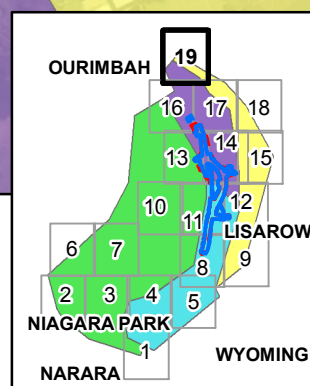 19
OURIMBAH
16 17 18
14
13 15
12
10
11
LISAROW
6 7
8 9
2 3 4 5
NIAGARA PARK
1
WYOMING
NARARA